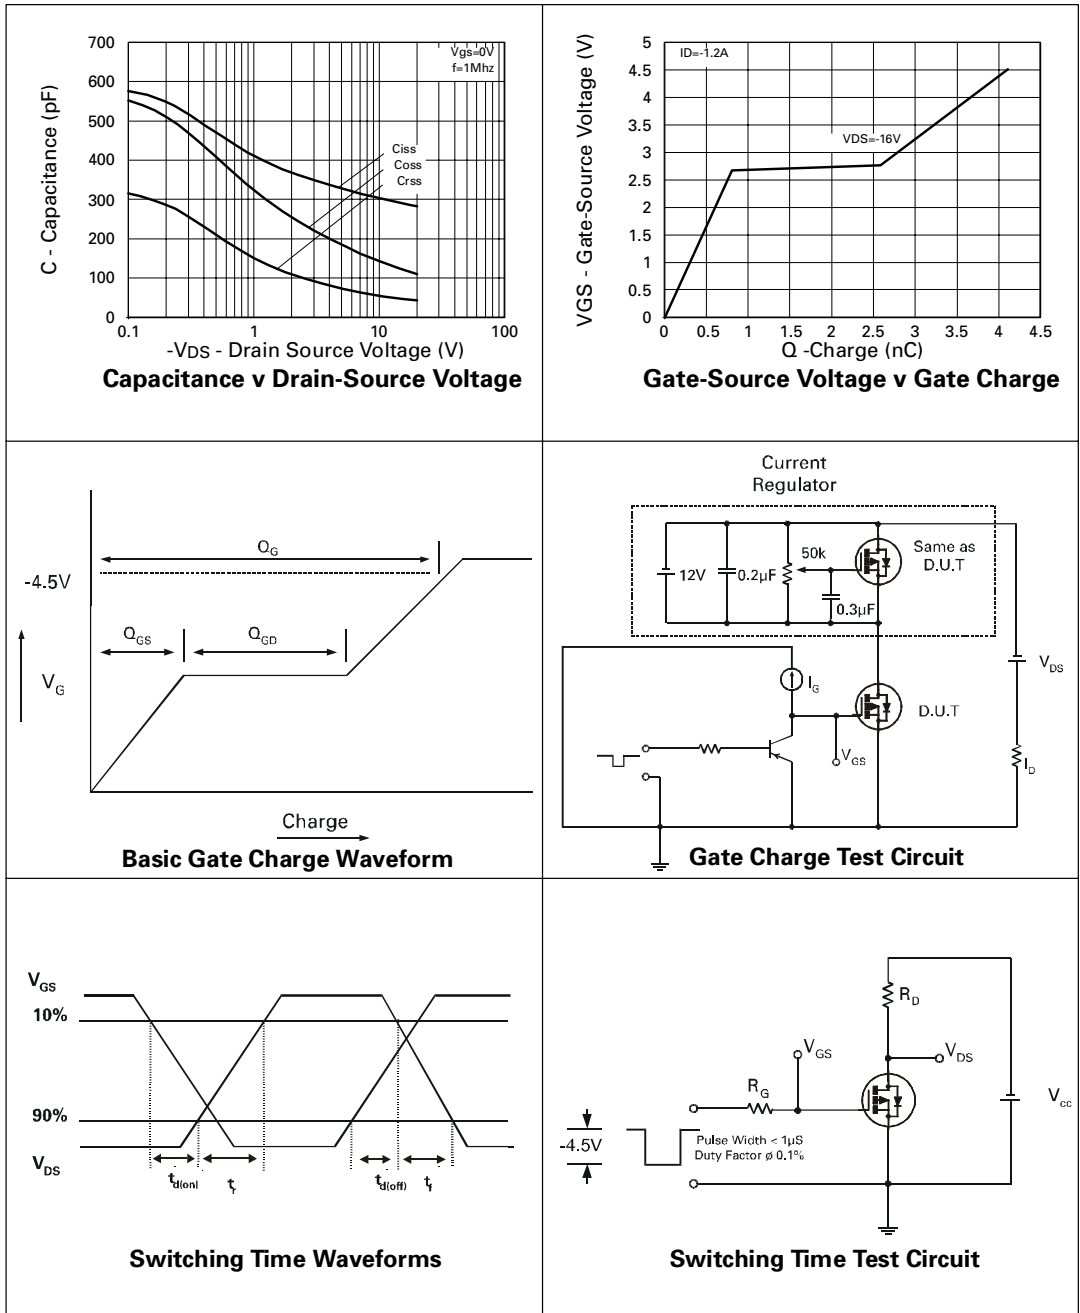 700
600
500
400
300
200
100
0
C - Capacitance (pF)
Vgs=0V
f=1Mhz
Ciss
Coss
Crss
0.1 1 10 100
-VDS - Drain Source Voltage (V)
Capacitance v Drain-Source Voltage
5
4.5
4
3.5
3
2.5
2
1.5
1
0.5
0
VGS - Gate-Source Voltage (V)
ID=-1.2A
VDS=-16V
0 0.5 1 1.5 2 2.5 3 3.5 4 4.5
Q -Charge (nC)
Gate-Source Voltage v Gate Charge
QG
-4.5V
QGS QGD
VG
Charge
Basic Gate Charge Waveform
Current
Regulator
12V
0.2µF
50k
0.3µF
Same as
D.U.T
VDS
IG
D.U.T
VGS
ID
Gate Charge Test Circuit
VGS
10%
90%
VDS
td(on) tr td(off) tf
Switching Time Waveforms
RD
VGS
VDS
RG
Vcc
-4.5V
Pulse Width < 1µS
Duty Factor ø 0.1%
Switching Time Test Circuit